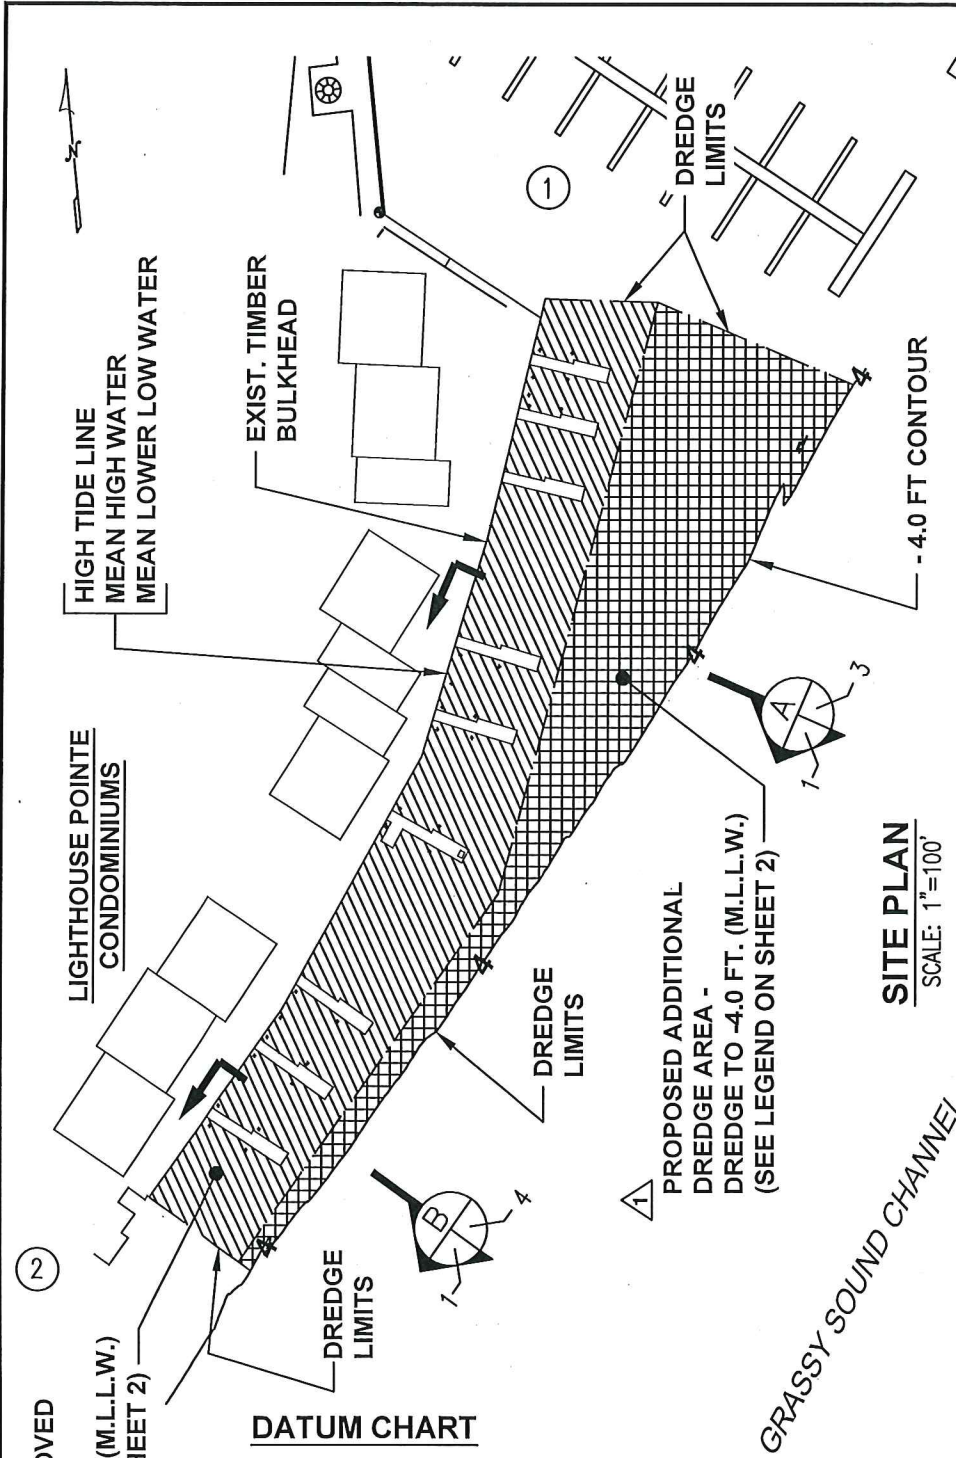 N
HIGH TIDE LINE
MEAN HIGH WATER
MEAN LOWER LOW WATER
EXIST. TIMBER
BULKHEAD
1
DREDGE
LIMITS
LIGHTHOUSE POINTE
CONDOMINIUMS
- 4.0 FT CONTOUR
4
4
4
4
A
1
3
B
1
4
DREDGE
LIMITS
1
PROPOSED ADDITIONAL
DREDGE AREA -
DREDGE TO -4.0 FT. (M.L.L.W.)
(SEE LEGEND ON SHEET 2)
SITE PLAN
SCALE: 1"=100'
2
OVED
(M.L.L.W.)
HEET 2)
DREDGE
LIMITS
DATUM CHART
GRASSY SOUND CHANNEL